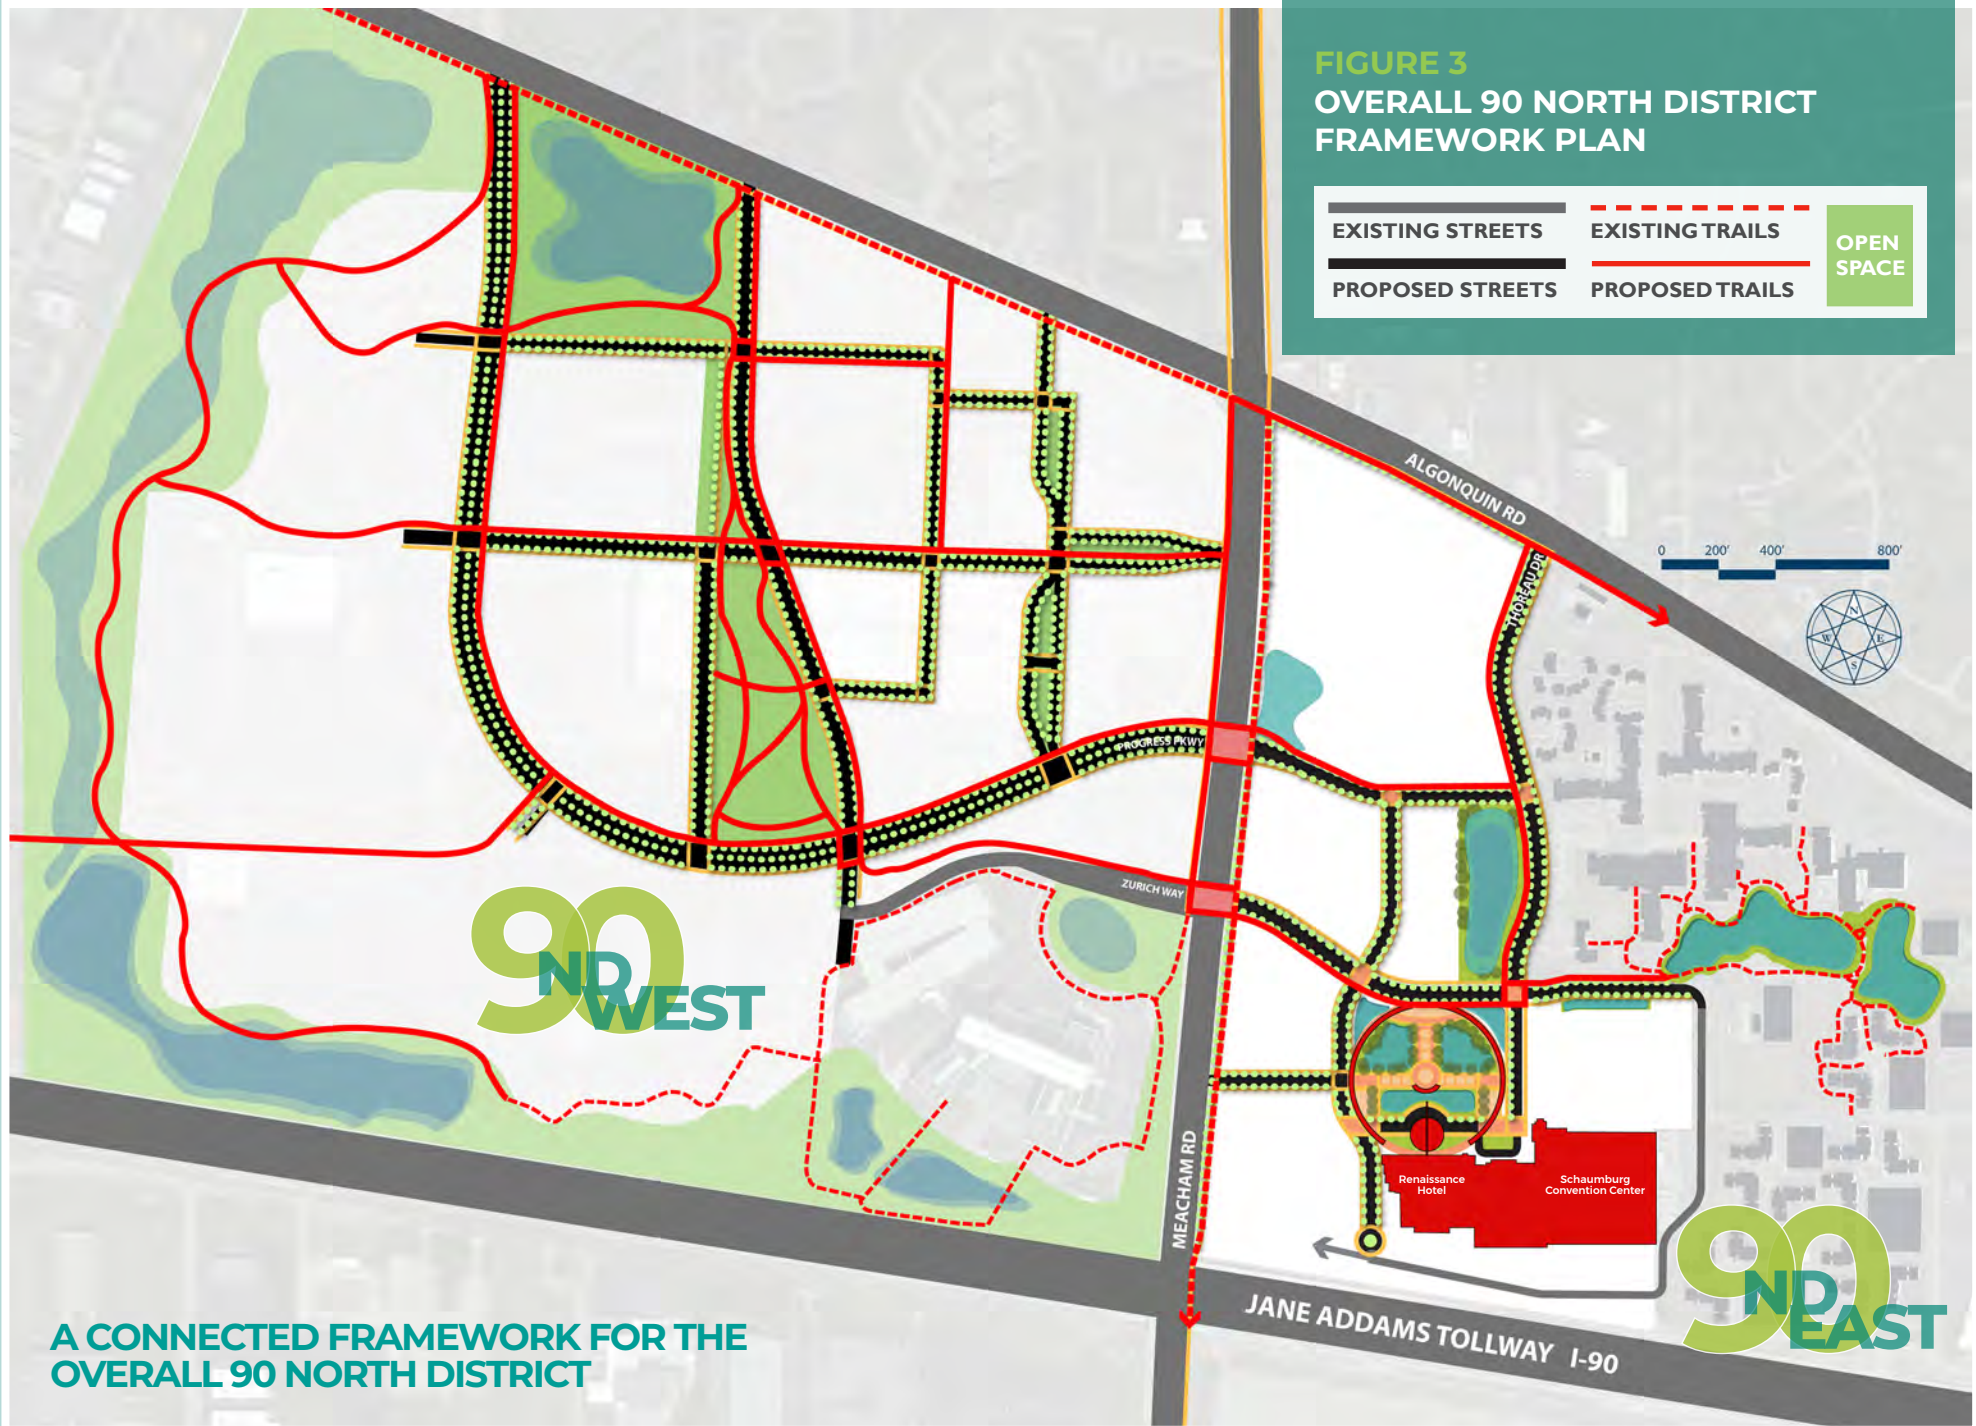 FIGURE 3
OVERALL 90 NORTH DISTRICT
FRAMEWORK PLAN
EXISTING STREETS
EXISTING TRAILS
PROPOSED STREETS
PROPOSED TRAILS
OPEN
SPACE
ALGONQUIN RD
0 200' 400' 800'
N
W E
S
THOREAU DR
PROGRESS PKWY
ZURICH WAY
90
ND
WEST
MEACHAM RD
Renaissance
Hotel
Schaumburg
Convention Center
90
ND
EAST
JANE ADDAMS TOLLWAY I-90
A CONNECTED FRAMEWORK FOR THE
OVERALL 90 NORTH DISTRICT